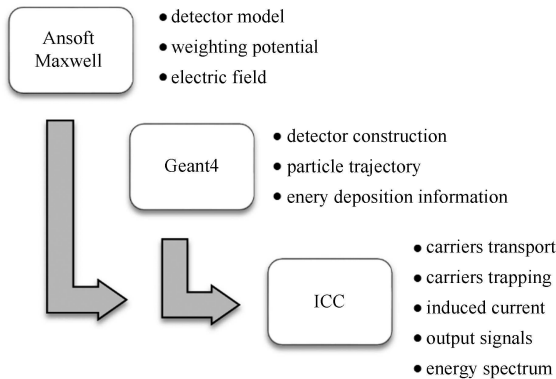 Ansoft
Maxwell
• detector model
• weighting potential
• electric field
Geant4
• detector construction
• particle trajectory
• enery deposition information
ICC
• carriers transport
• carriers trapping
• induced current
• output signals
• energy spectrum